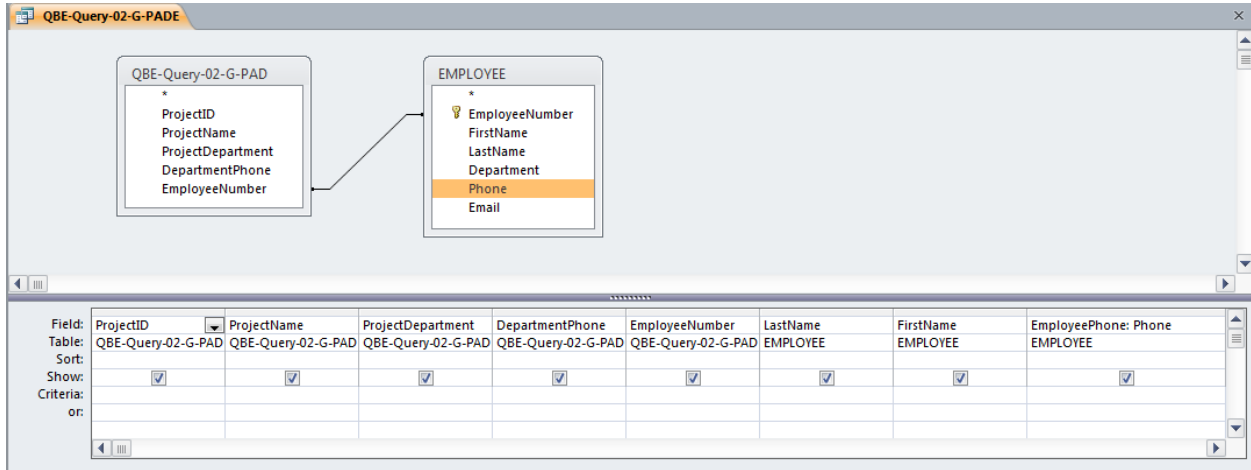 QBE-Query-02-G-PADE
QBE-Query-02-G-PAD
*
ProjectID
ProjectName
ProjectDepartment
DepartmentPhone
EmployeeNumber
EMPLOYEE
*
EmployeeNumber
FirstName
LastName
Department
Phone
Email
Field: ProjectID ProjectName ProjectDepartment DepartmentPhone EmployeeNumber LastName FirstName EmployeePhone: Phone
Table: QBE-Query-02-G-PAD QBE-Query-02-G-PAD QBE-Query-02-G-PAD QBE-Query-02-G-PAD QBE-Query-02-G-PAD EMPLOYEE EMPLOYEE EMPLOYEE
Sort:
Show:
Criteria:
or: